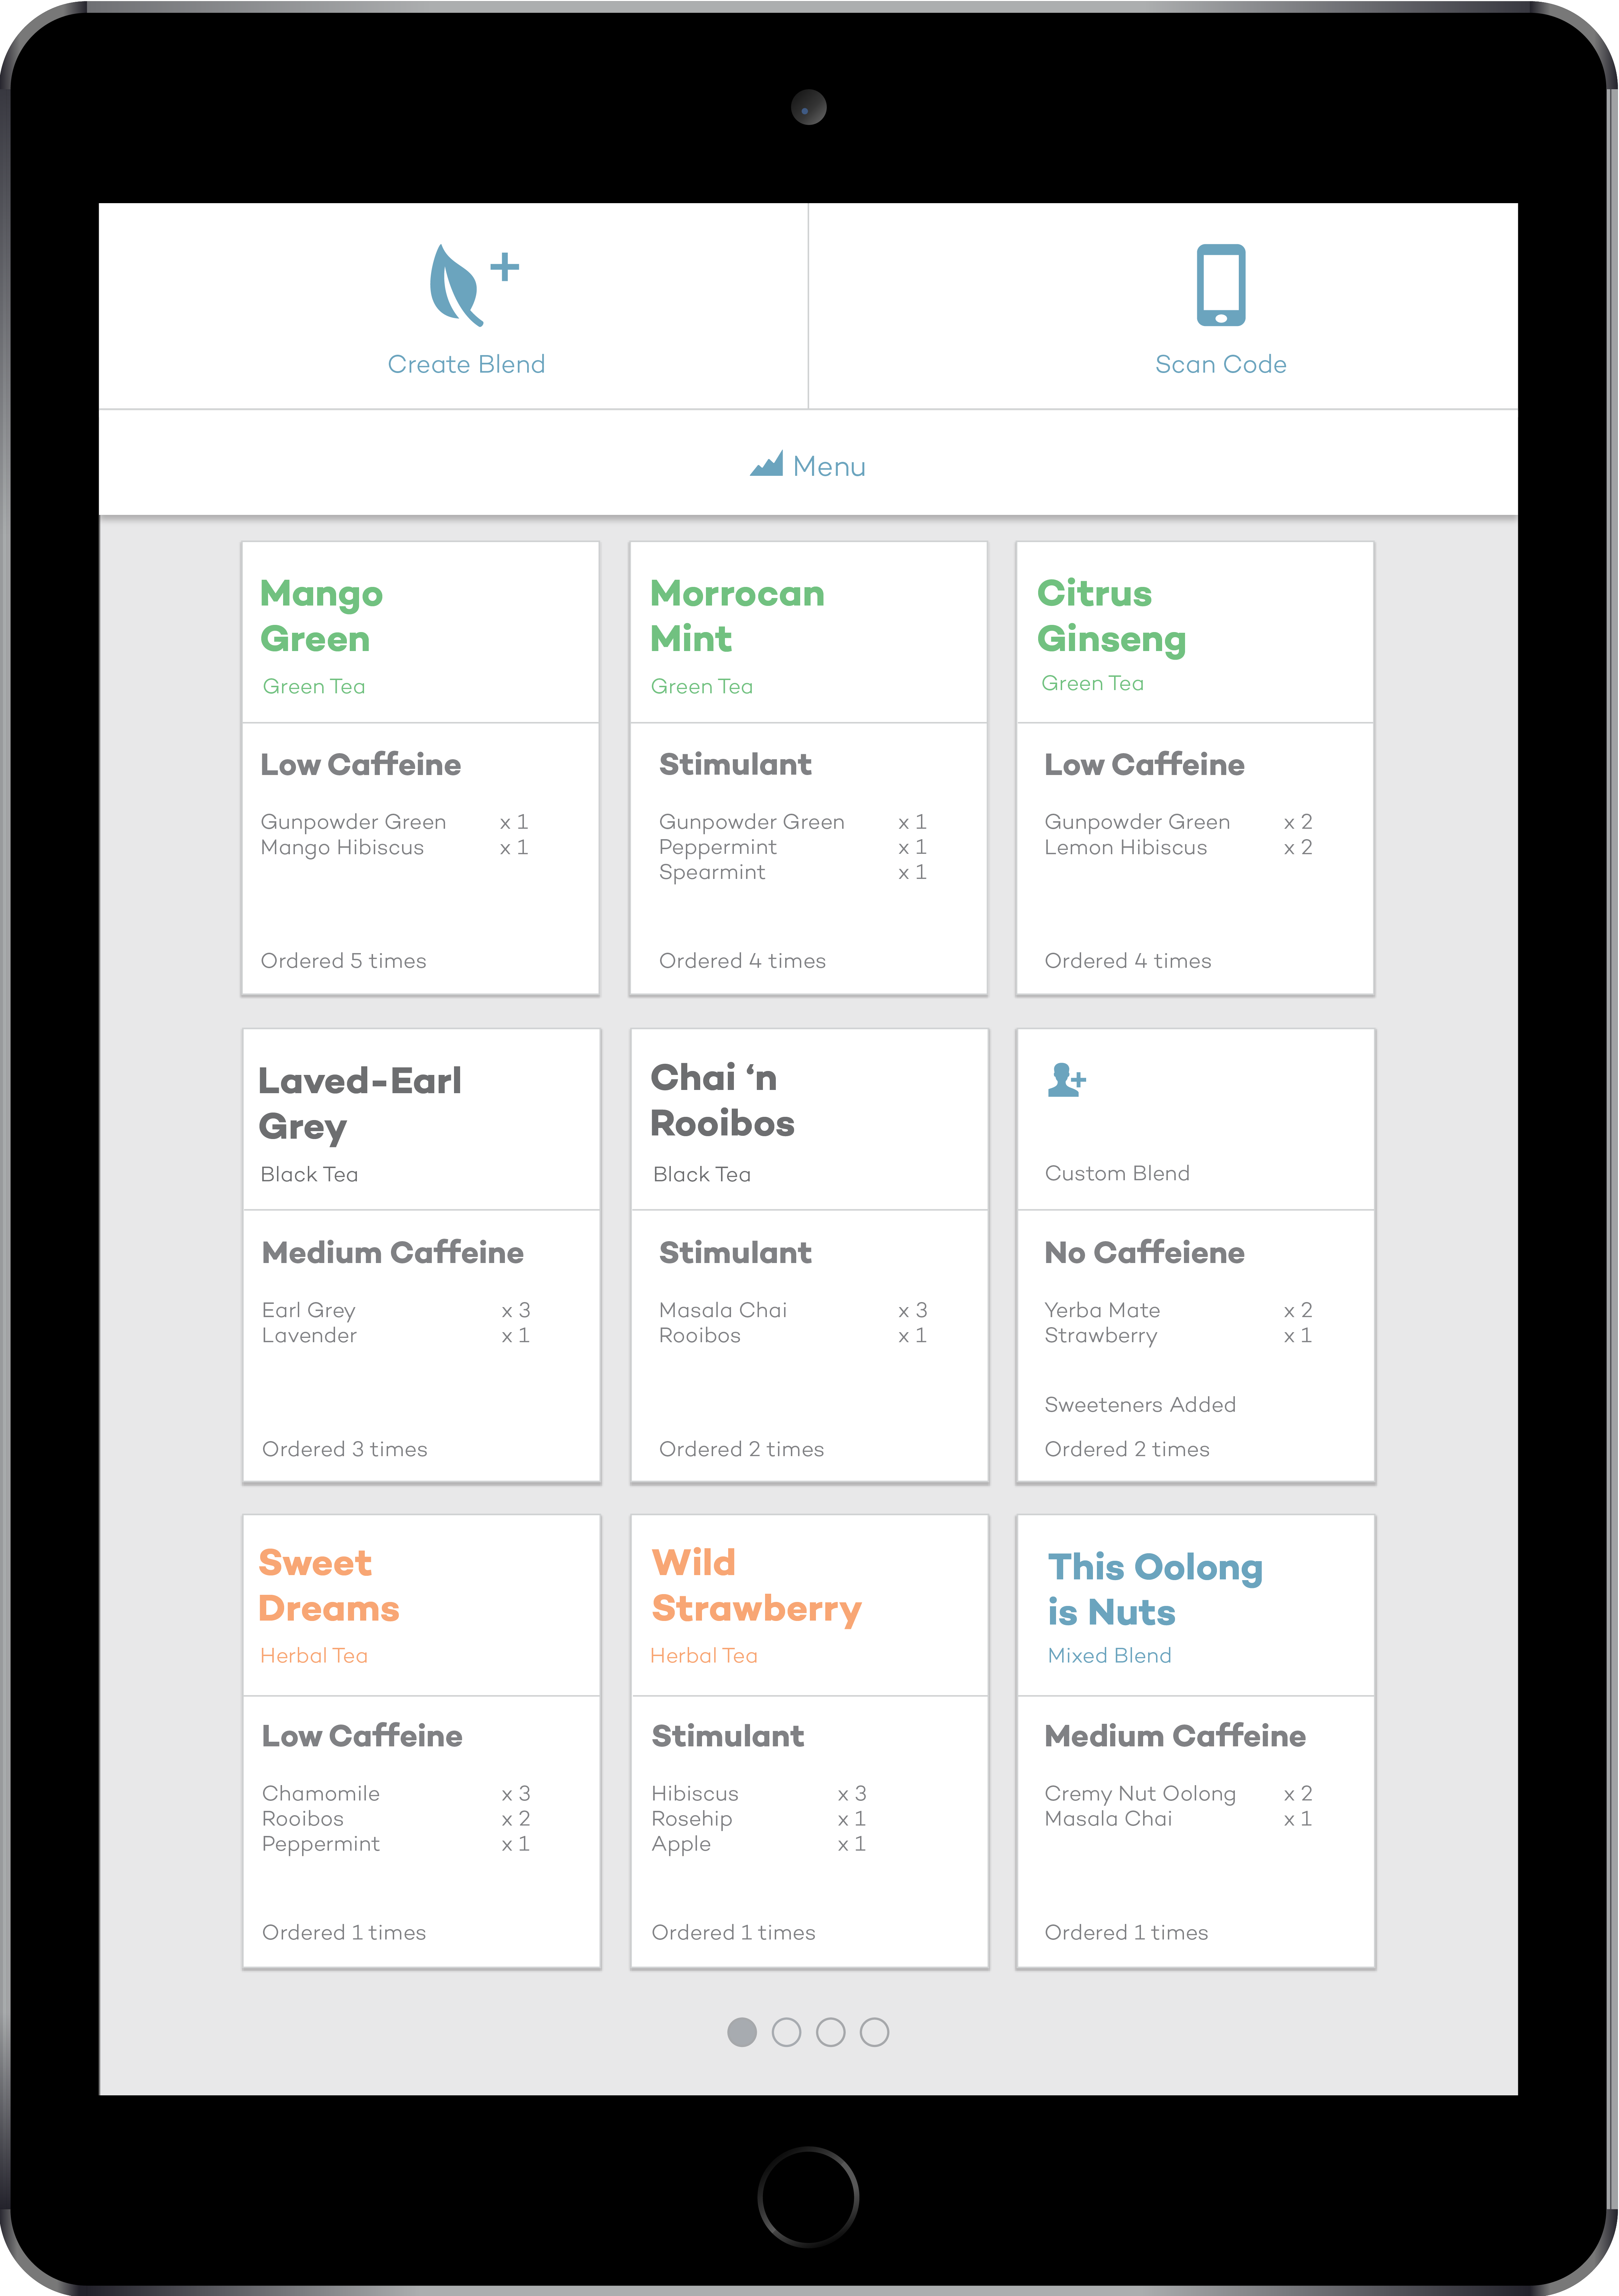 Create Blend
Scan Code
Menu
Mango
Green
Green Tea
Low Caffeine
Gunpowder Green x 1
Mango Hibiscus x 1
Ordered 5 times
Morrocan
Mint
Green Tea
Stimulant
Gunpowder Green x 1
Peppermint x 1
Spearmint x 1
Ordered 4 times
Citrus
Ginseng
Green Tea
Low Caffeine
Gunpowder Green x 2
Lemon Hibiscus x 2
Ordered 4 times
Laved-Earl
Grey
Black Tea
Medium Caffeine
Earl Grey x 3
Lavender x 1
Ordered 3 times
Chai ‘n
Rooibos
Black Tea
Stimulant
Masala Chai x 3
Rooibos x 1
Ordered 2 times
Custom Blend
No Caffeiene
Yerba Mate x 2
Strawberry x 1
Sweeteners Added
Ordered 2 times
Sweet
Dreams
Herbal Tea
Low Caffeine
Chamomile x 3
Rooibos x 2
Peppermint x 1
Ordered 1 times
Wild
Strawberry
Herbal Tea
Stimulant
Hibiscus x 3
Rosehip x 1
Apple x 1
Ordered 1 times
This Oolong
is Nuts
Mixed Blend
Medium Caffeine
Cremy Nut Oolong x 2
Masala Chai x 1
Ordered 1 times